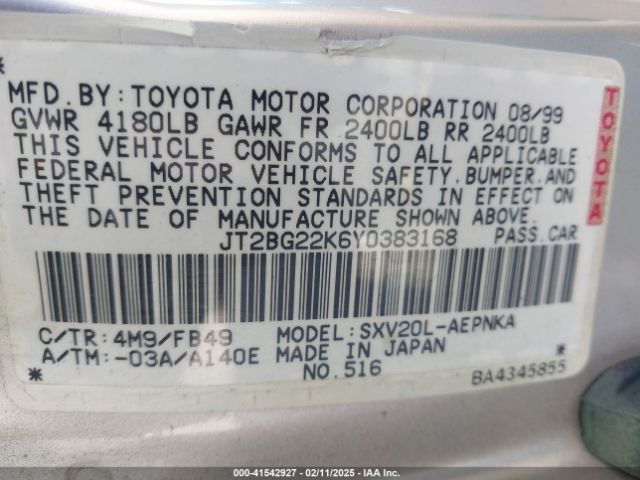 MFD.BY:TOYOTA MOTOR CORPORATION 08/99
GVWR 4180LB GAWR FR 2400LB RR 2400LB
THIS VEHICLE CONFORMS TO ALL APPLICABLE
FEDERAL MOTOR VEHICLE SAFETY,BUMPER,AND
THEFT PREVENTION STANDARDS IN EFFECT ON
THE DATE OF MANUFACTURE SHOWN ABOVE.
JT2BG22K6Y0383168 PASS.CAR
C/TR:4M9/FB49 MODEL:SXV20L-AEPNKA
A/TM:-03A/A140E MADE IN JAPAN
NO.516 BA4345855
TOYOTA
000-41542927 - 02/11/2025 - Copyright IAA, LLC